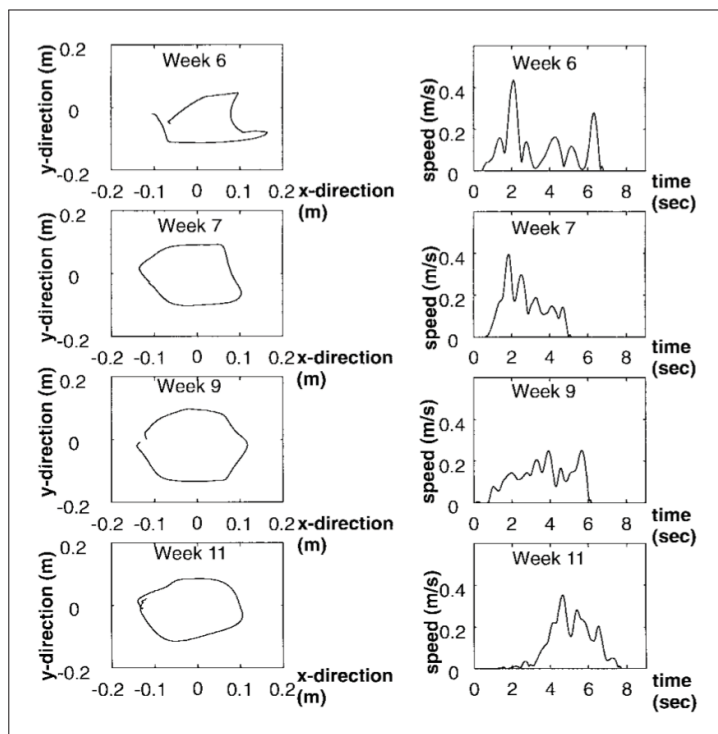 0.2
Week 6
y-direction (m)
0
-0.2
-0.2 -0.1 0 0.1 0.2 x-direction
(m)
Week 6
0.4
speed (m/s)
0.2
0
0 2 4 6 8 time
(sec)
0.2
Week 7
y-direction (m)
0
-0.2
-0.2 -0.1 0 0.1 0.2 x-direction
(m)
Week 7
0.4
speed (m/s)
0.2
0
0 2 4 6 8 time
(sec)
0.2
Week 9
y-direction (m)
0
-0.2
-0.2 -0.1 0 0.1 0.2 x-direction
(m)
Week 9
0.4
speed (m/s)
0.2
0
0 2 4 6 8 time
(sec)
0.2
Week 11
y-direction (m)
0
-0.2
-0.2 -0.1 0 0.1 0.2 x-direction
(m)
Week 11
0.4
speed (m/s)
0.2
0
0 2 4 6 8 time
(sec)